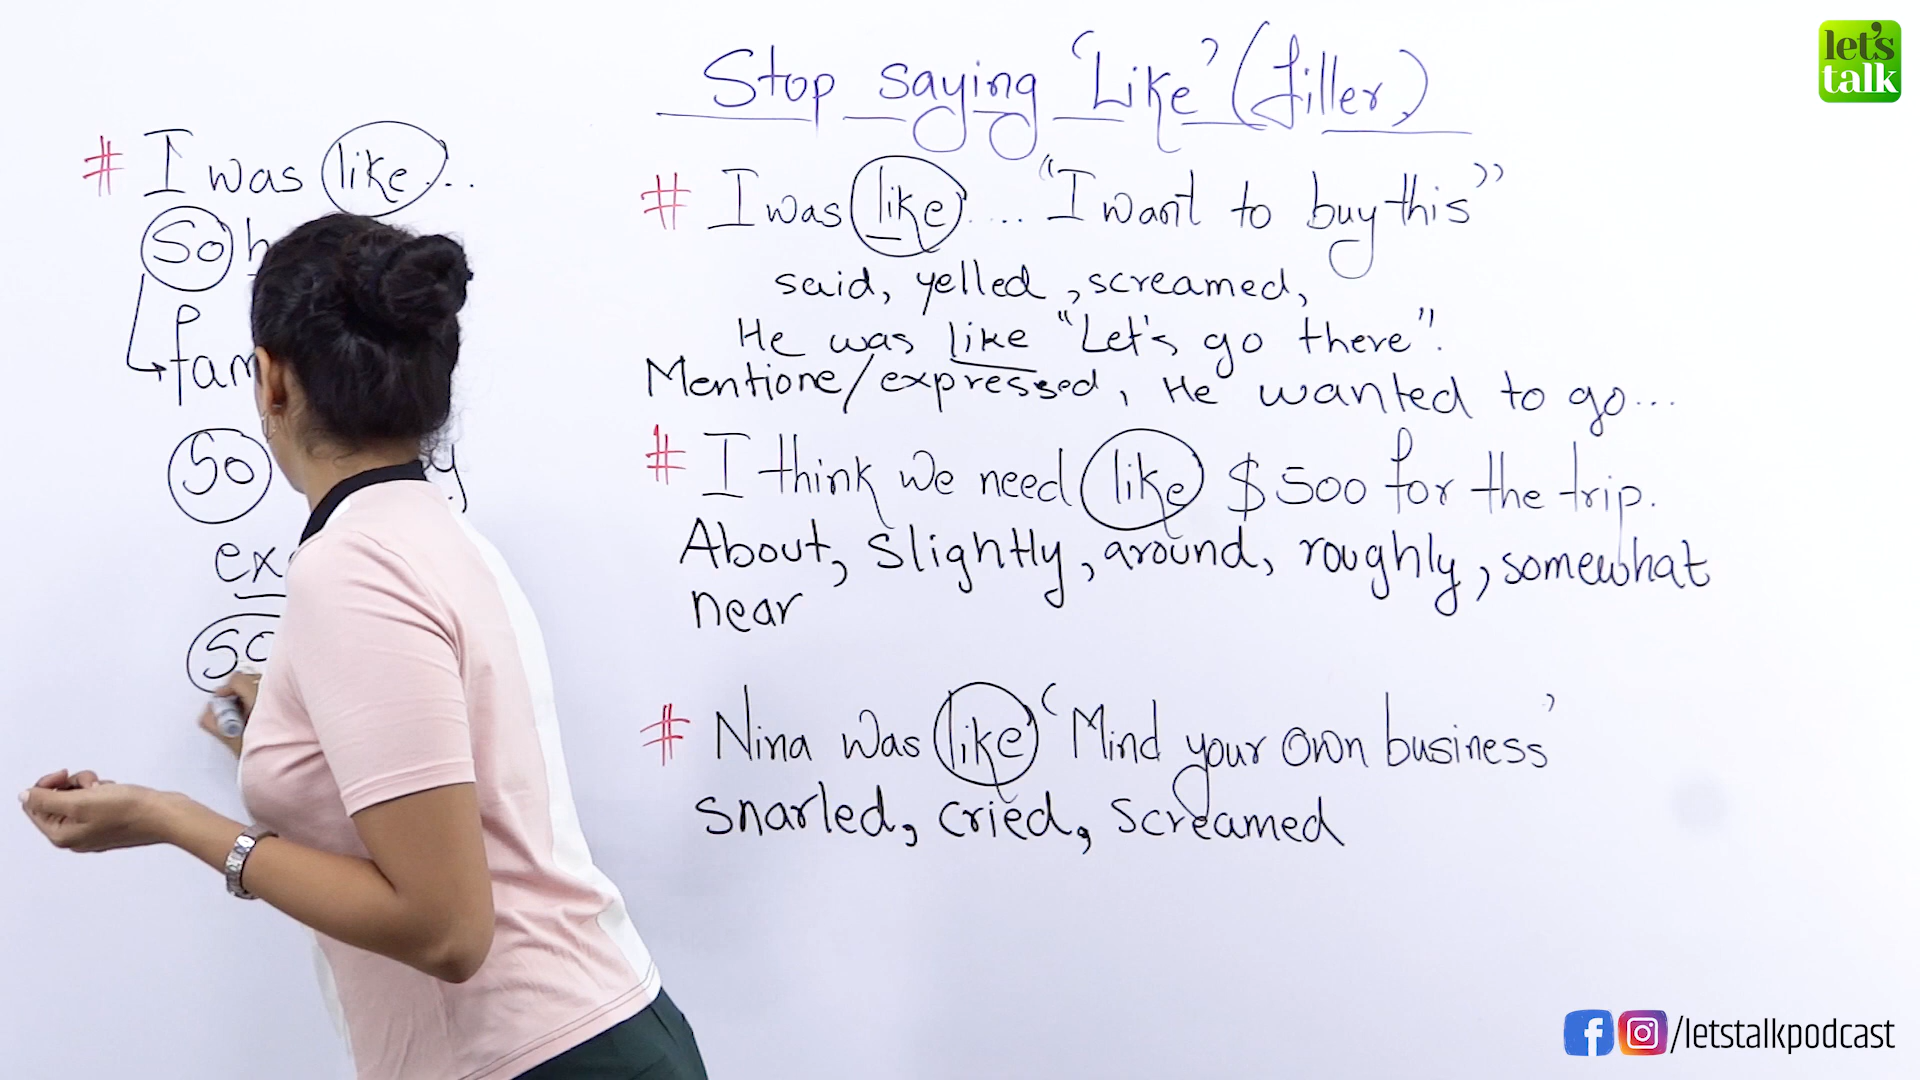 let's
talk
Stop saying 'Like' (filler)
# I was like...
So
fam
So
exc
so
# I was like.... "I want to buy this"
said, yelled, screamed,
He was like "Let's go there".
Mentione/expressed, He wanted to go...
# I think we need like $500 for the trip.
About, slightly, around, roughly, somewhat
near
# Nina was like 'Mind your own business'
snarled, cried, screamed
/letstalkpodcast